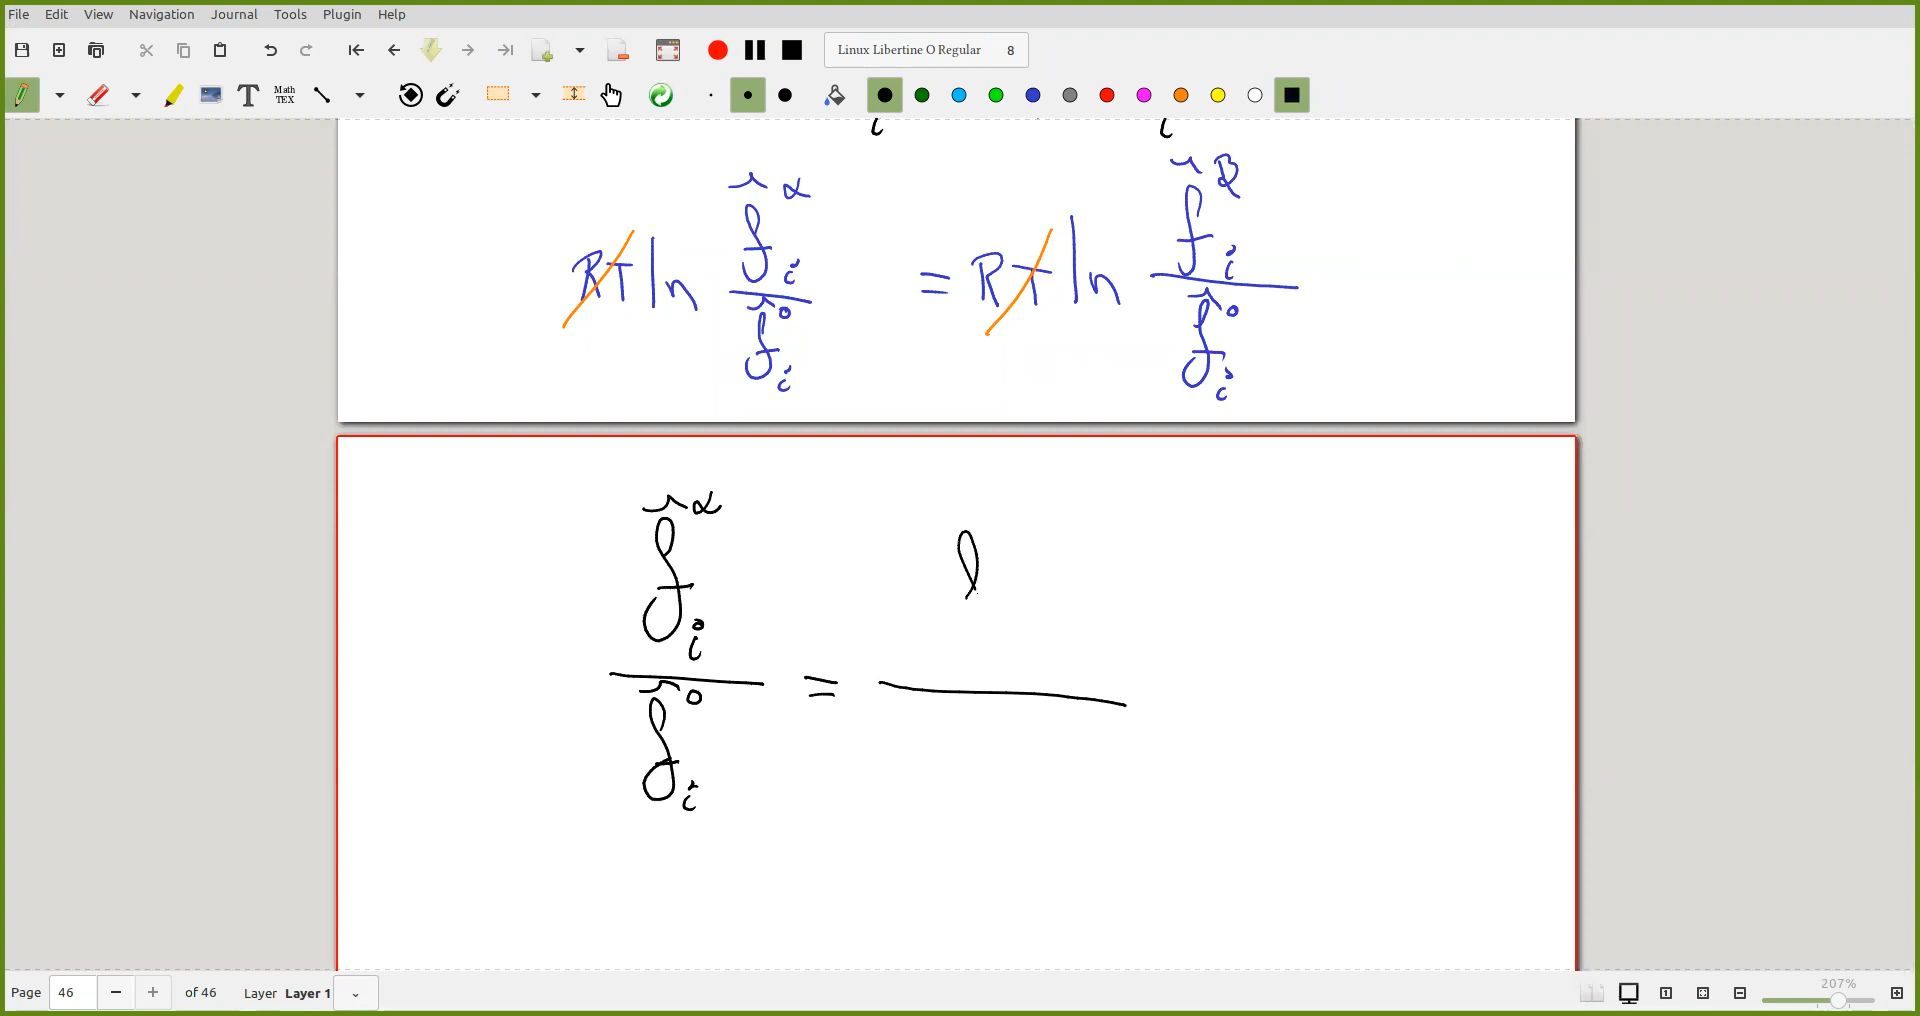 File Edit View Navigation Journal Tools Plugin Help
Linux Libertine O Regular 8
T Math TEX
i i
RT ln f̂ᵢ^α / f̂ᵢ^o = RT ln f̂ᵢ^β / f̂ᵢ^o
f̂ᵢ^α / f̂ᵢ^o =
Page 46 − + of 46 Layer Layer 1 207%